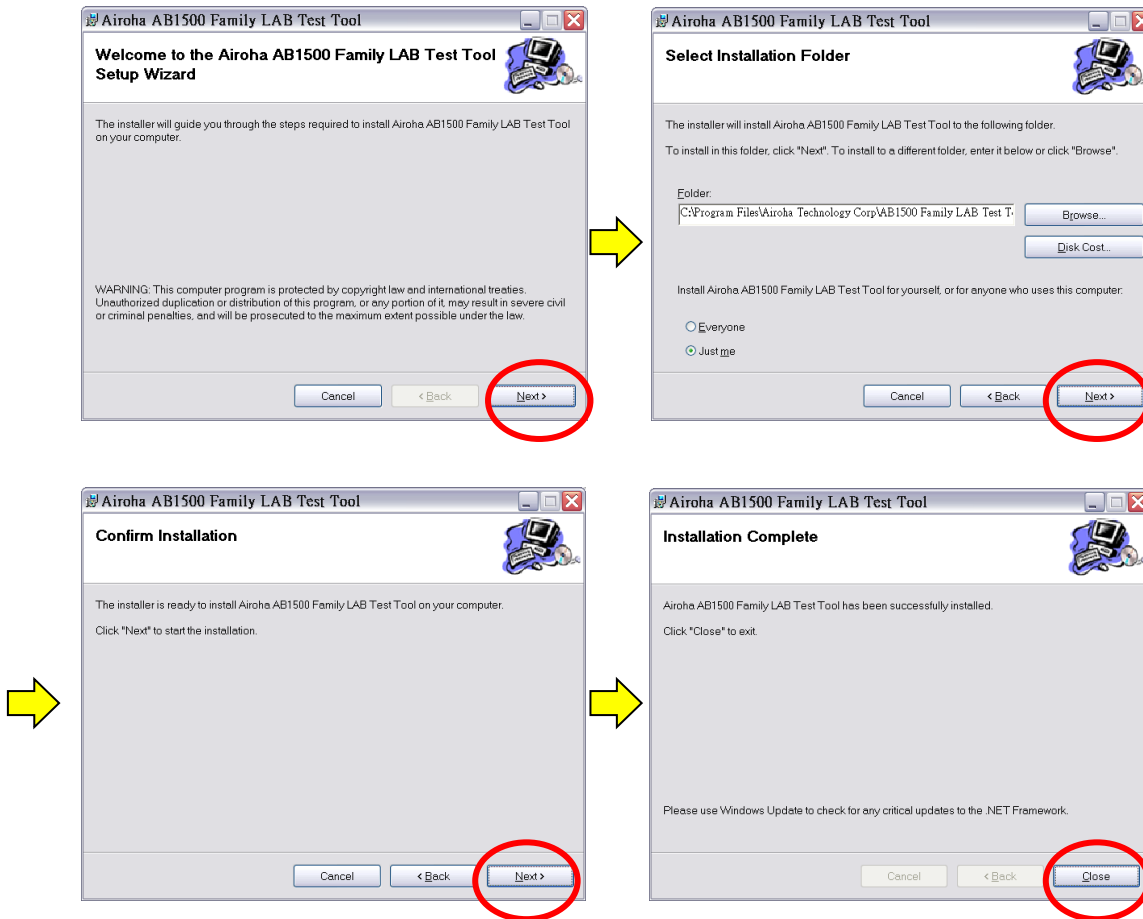 Airoha AB1500 Family LAB Test Tool
Welcome to the Airoha AB1500 Family LAB Test Tool
Setup Wizard
The installer will guide you through the steps required to install Airoha AB1500 Family LAB Test Tool
on your computer.
WARNING: This computer program is protected by copyright law and international treaties.
Unauthorized duplication or distribution of this program, or any portion of it, may result in severe civil
or criminal penalties, and will be prosecuted to the maximum extent possible under the law.
Cancel
< Back
Next >
Airoha AB1500 Family LAB Test Tool
Select Installation Folder
The installer will install Airoha AB1500 Family LAB Test Tool to the following folder.
To install in this folder, click "Next". To install to a different folder, enter it below or click "Browse".
Folder:
C:\Program Files\Airoha Technology Corp\AB1500 Family LAB Test T
Browse...
Disk Cost...
Install Airoha AB1500 Family LAB Test Tool for yourself, or for anyone who uses this computer:
Everyone
Just me
Cancel
< Back
Next >
Airoha AB1500 Family LAB Test Tool
Confirm Installation
The installer is ready to install Airoha AB1500 Family LAB Test Tool on your computer.
Click "Next" to start the installation.
Cancel
< Back
Next >
Airoha AB1500 Family LAB Test Tool
Installation Complete
Airoha AB1500 Family LAB Test Tool has been successfully installed.
Click "Close" to exit.
Please use Windows Update to check for any critical updates to the .NET Framework.
Cancel
< Back
Close